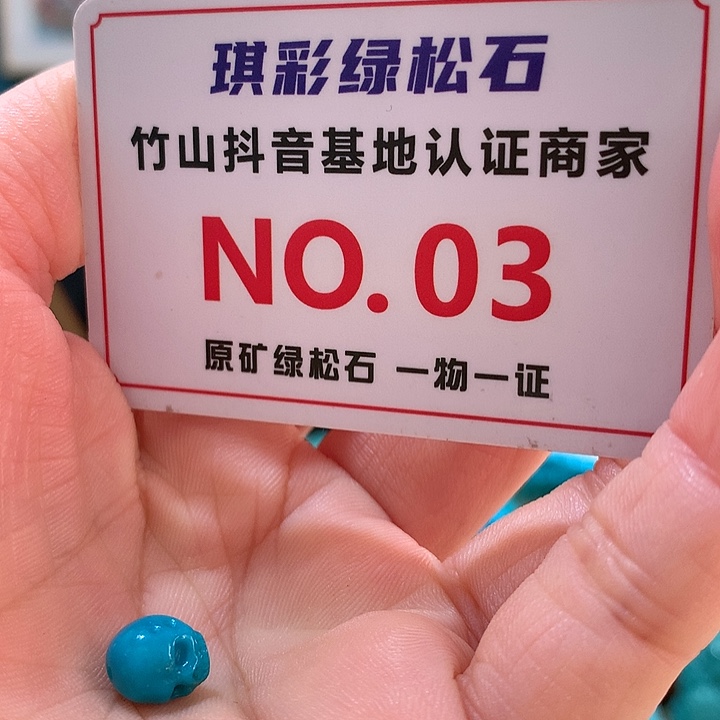 琪彩绿松石
竹山抖音基地认证商家
NO. 03
原矿绿松石 一物一证